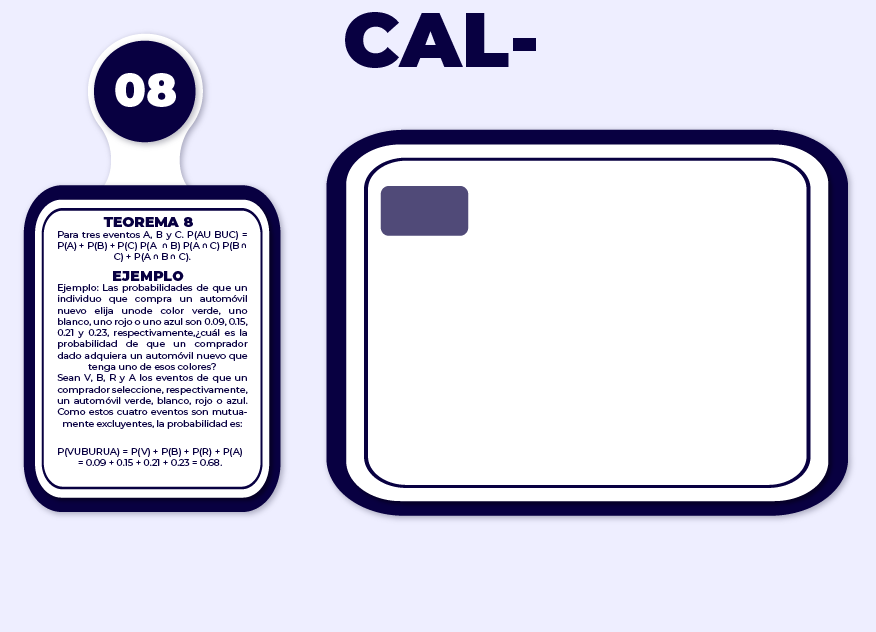 CAL-
08
TEOREMA 8
Para tres eventos A, B y C. P(AU BUC) =
P(A) + P(B) + P(C) P(A ∩ B) P(A ∩ C) P(B ∩
C) + P(A ∩ B ∩ C).
EJEMPLO
Ejemplo: Las probabilidades de que un
individuo que compra un automóvil
nuevo elija unode color verde, uno
blanco, uno rojo o uno azul son 0.09, 0.15,
0.21 y 0.23, respectivamente,¿cuál es la
probabilidad de que un comprador
dado adquiera un automóvil nuevo que
tenga uno de esos colores?
Sean V, B, R y A los eventos de que un
comprador seleccione, respectivamente,
un automóvil verde, blanco, rojo o azul.
Como estos cuatro eventos son mutua-
mente excluyentes, la probabilidad es:
P(VUBURUA) = P(V) + P(B) + P(R) + P(A)
= 0.09 + 0.15 + 0.21 + 0.23 = 0.68.